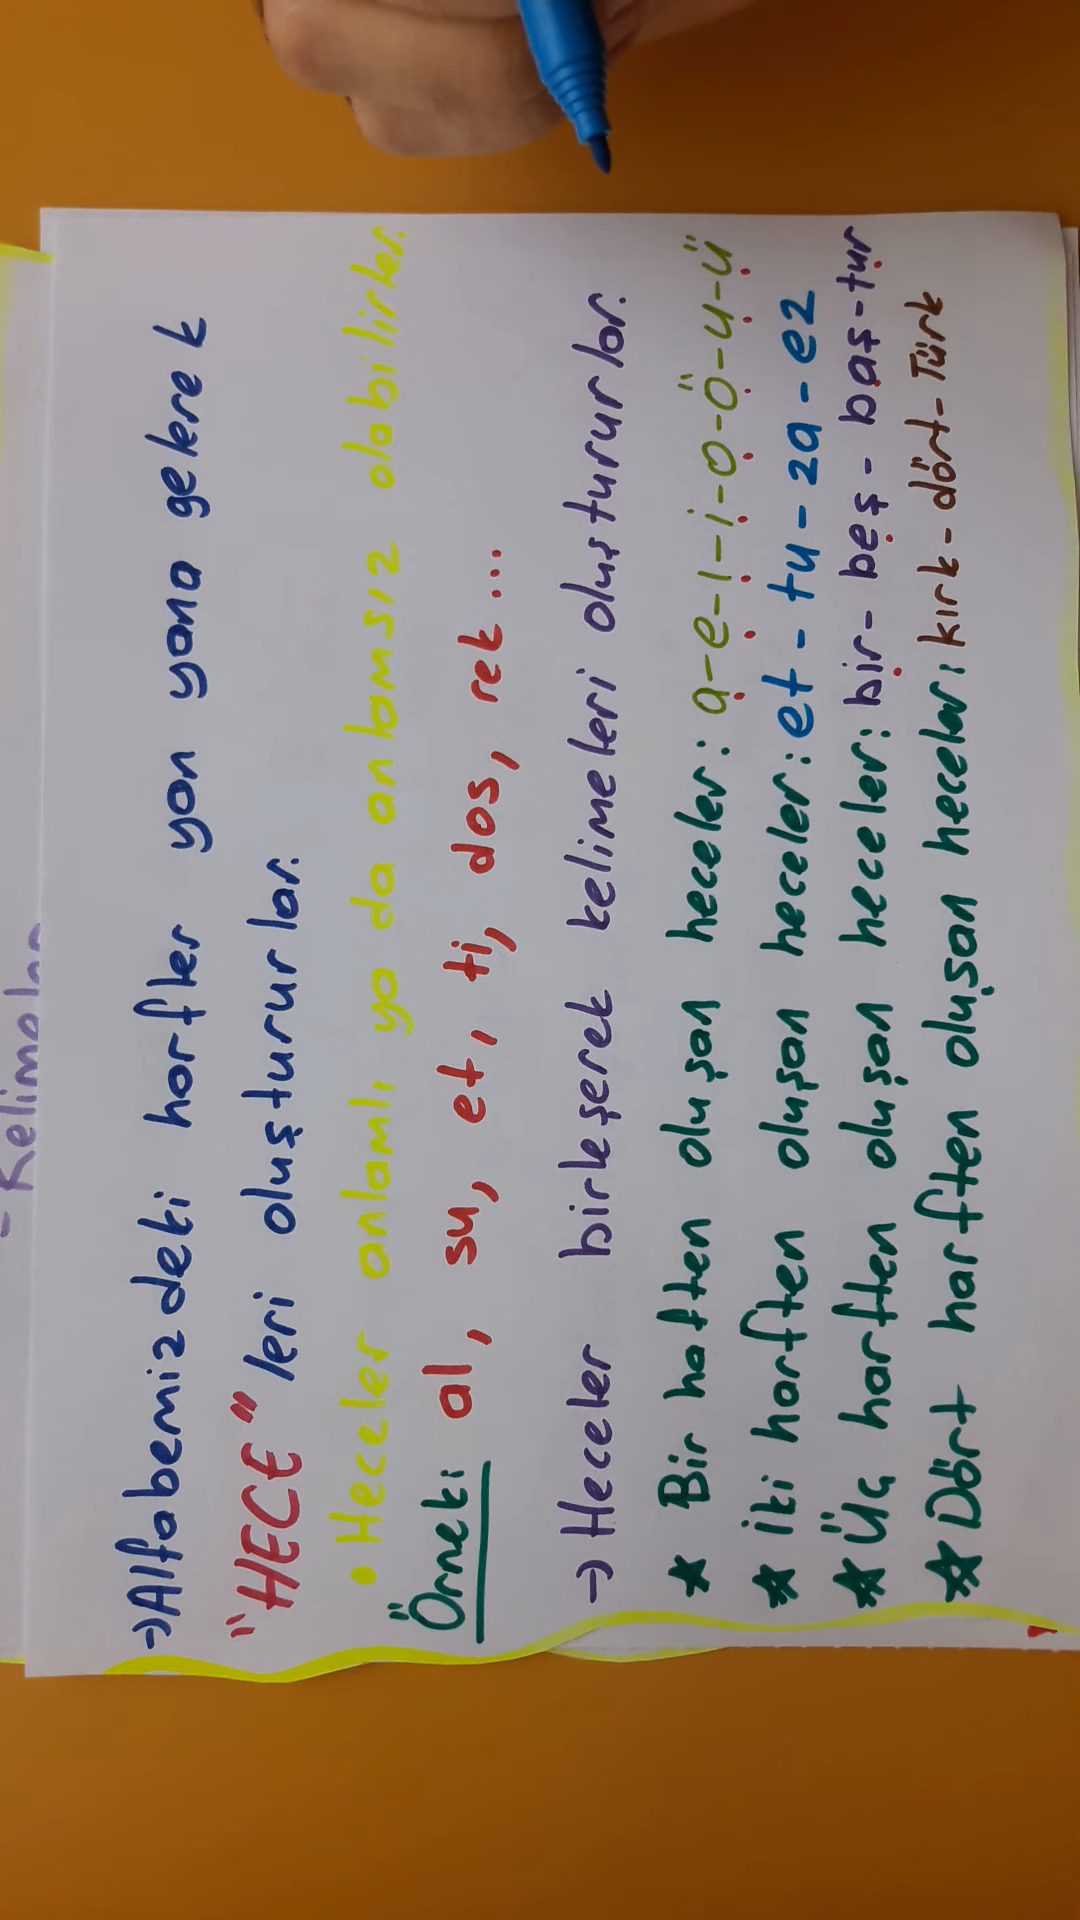 →Alfabemizdeki harfler yan yana gelerek
"HECE"leri oluştururlar.
• Heceler anlamlı ya da anlamsız olabilirler.
Örnek: al, su, et, ti, dos, rek...
→Heceler birleşerek kelimeleri oluştururlar.
* Bir haften oluşan heceler: a-e-ı-i-o-ö-u-ü
* İki harften oluşan heceler: et-tu-za-ez
* Üç harften oluşan heceler: bir-beş-baş-tur
* Dört harften oluşan heceler: kırk-dört-Türk
- Kelimeler